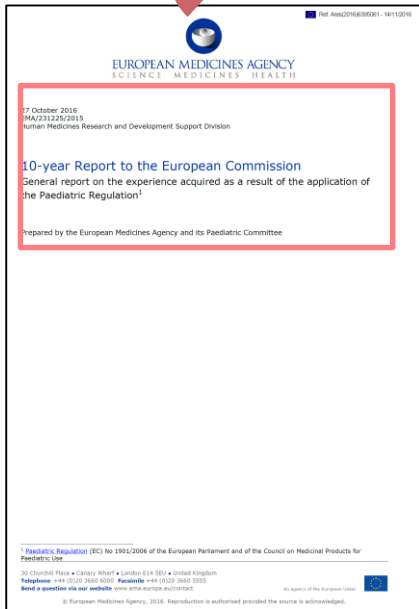 Ref. Ares(2016)6395061 - 14/11/2016
EUROPEAN MEDICINES AGENCY
SCIENCE MEDICINES HEALTH
27 October 2016
EMA/231225/2015
Human Medicines Research and Development Support Division
10-year Report to the European Commission
General report on the experience acquired as a result of the application of
the Paediatric Regulation¹
Prepared by the European Medicines Agency and its Paediatric Committee
¹ Paediatric Regulation (EC) No 1901/2006 of the European Parliament and of the Council on Medicinal Products for
Paediatric Use
30 Churchill Place • Canary Wharf • London E14 5EU • United Kingdom
Telephone +44 (0)20 3660 6000 Facsimile +44 (0)20 3660 5555
Send a question via our website www.ema.europa.eu/contact
An agency of the European Union
© European Medicines Agency, 2016. Reproduction is authorised provided the source is acknowledged.